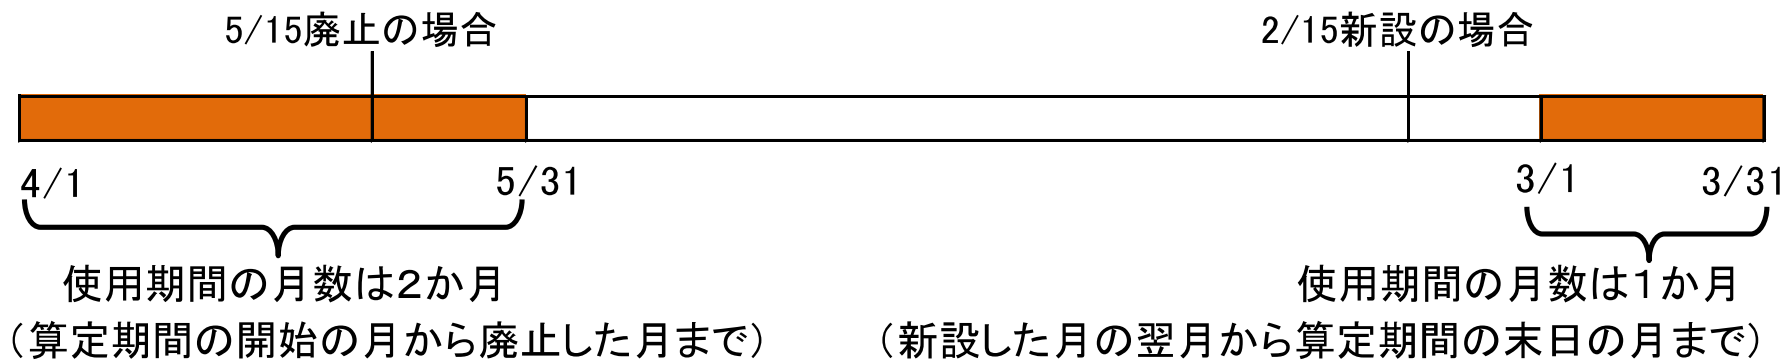 5/15廃止の場合
2/15新設の場合
4/1
5/31
3/1
3/31
使用期間の月数は2か月
(算定期間の開始の月から廃止した月まで)
使用期間の月数は1か月
(新設した月の翌月から算定期間の末日の月まで)